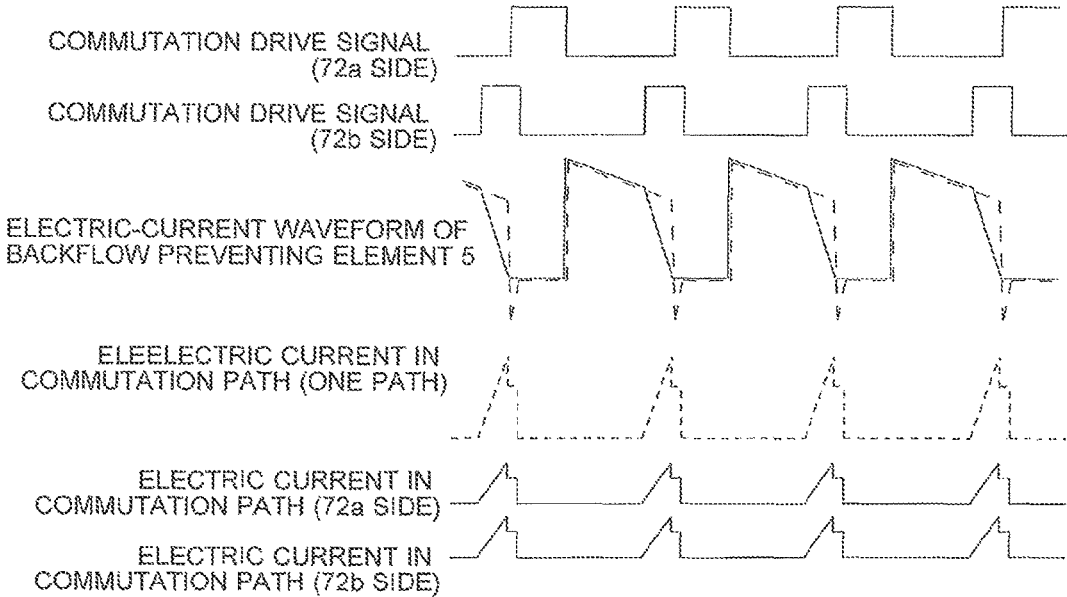 COMMUTATION DRIVE SIGNAL
(72a SIDE)
COMMUTATION DRIVE SIGNAL
(72b SIDE)
ELECTRIC-CURRENT WAVEFORM OF
BACKFLOW PREVENTING ELEMENT 5
ELEELECTRIC CURRENT IN
COMMUTATION PATH (ONE PATH)
ELECTRIC CURRENT IN
COMMUTATION PATH (72a SIDE)
ELECTRIC CURRENT IN
COMMUTATION PATH (72b SIDE)